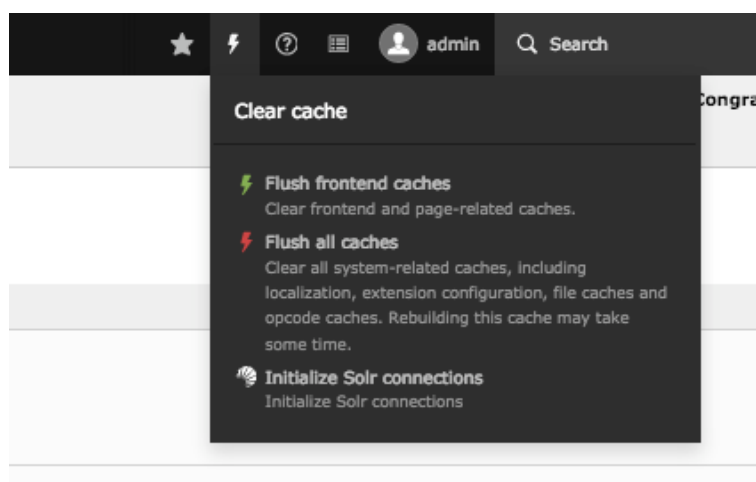 admin
Search
Congra
Clear cache
Flush frontend caches
Clear frontend and page-related caches.
Flush all caches
Clear all system-related caches, including
localization, extension configuration, file caches and
opcode caches. Rebuilding this cache may take
some time.
Initialize Solr connections
Initialize Solr connections